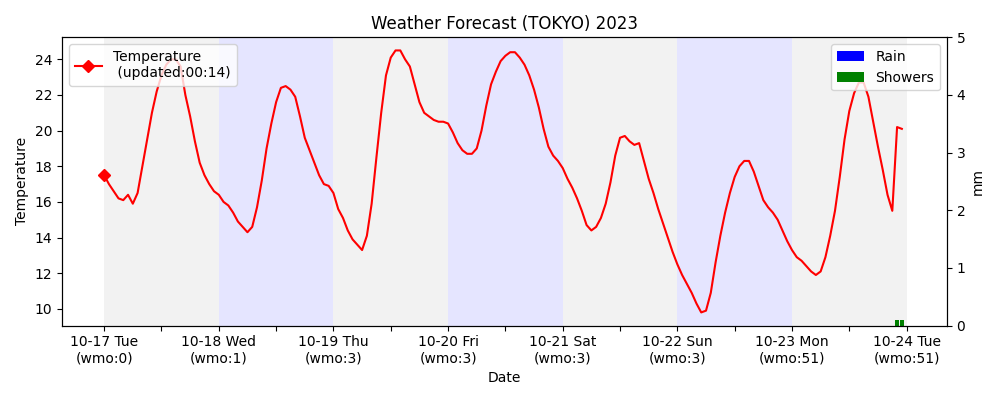 Weather Forecast (TOKYO) 2023
Temperature
(updated:00:14)
Rain
Showers
24
22
20
18
16
14
12
10
Temperature
5
4
3
2
1
0
mm
10-17 Tue
(wmo:0)
10-18 Wed
(wmo:1)
10-19 Thu
(wmo:3)
10-20 Fri
(wmo:3)
10-21 Sat
(wmo:3)
10-22 Sun
(wmo:3)
10-23 Mon
(wmo:51)
10-24 Tue
(wmo:51)
Date